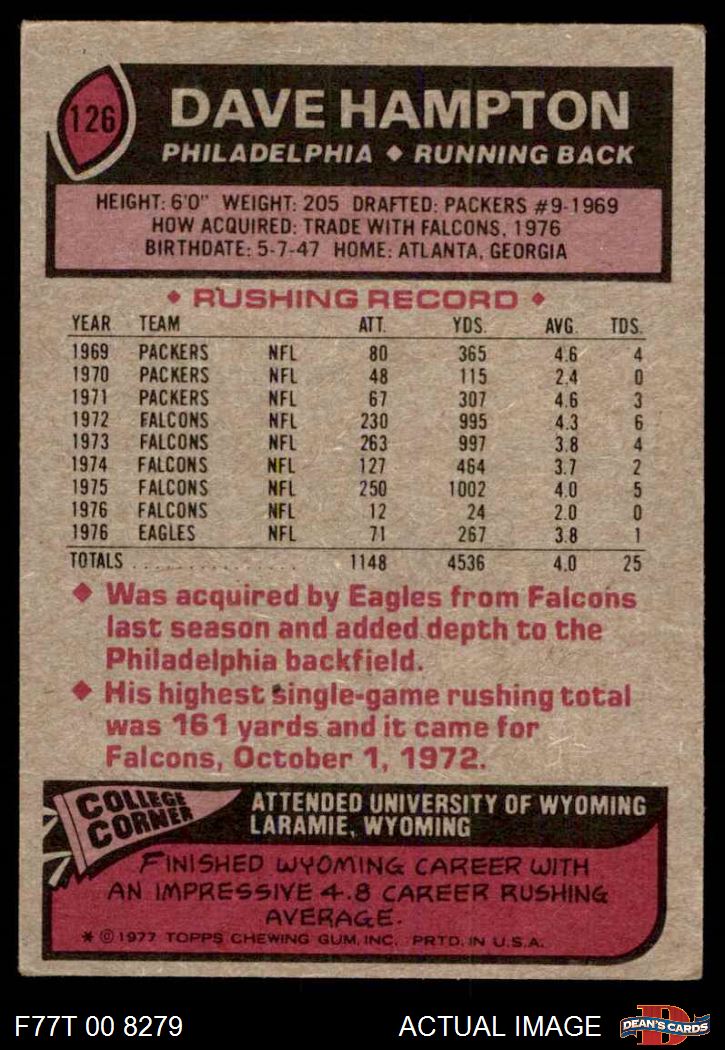 126
DAVE HAMPTON
PHILADELPHIA ◆ RUNNING BACK
HEIGHT: 6'0" WEIGHT: 205 DRAFTED: PACKERS #9-1969
HOW ACQUIRED: TRADE WITH FALCONS, 1976
BIRTHDATE: 5-7-47 HOME: ATLANTA, GEORGIA
◆ RUSHING RECORD ◆
YEAR TEAM ATT. YDS. AVG. TDS.
1969 PACKERS NFL 80 365 4.6 4
1970 PACKERS NFL 48 115 2.4 0
1971 PACKERS NFL 67 307 4.6 3
1972 FALCONS NFL 230 995 4.3 6
1973 FALCONS NFL 263 997 3.8 4
1974 FALCONS NFL 127 464 3.7 2
1975 FALCONS NFL 250 1002 4.0 5
1976 FALCONS NFL 12 24 2.0 0
1976 EAGLES NFL 71 267 3.8 1
TOTALS . . . . . . . . . . . . . . . 1148 4536 4.0 25
◆ Was acquired by Eagles from Falcons
last season and added depth to the
Philadelphia backfield.
◆ His highest single-game rushing total
was 161 yards and it came for
Falcons, October 1, 1972.
COLLEGE
CORNER
ATTENDED UNIVERSITY OF WYOMING
LARAMIE, WYOMING
FINISHED WYOMING CAREER WITH
AN IMPRESSIVE 4.8 CAREER RUSHING
AVERAGE.
* © 1977 TOPPS CHEWING GUM, INC. PRTD. IN U.S.A.
F77T 00 8279 ACTUAL IMAGE
D
DEAN'S CARDS